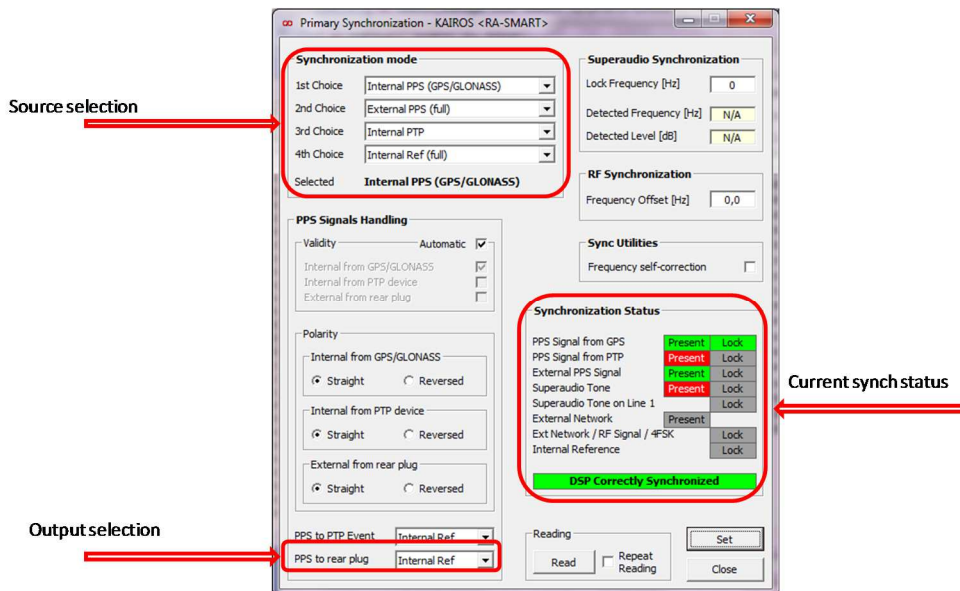 Primary Synchronization - KAIROS <RA-SMART>
Source selection
Synchronization mode
1st Choice Internal PPS (GPS/GLONASS)
2nd Choice External PPS (full)
3rd Choice Internal PTP
4th Choice Internal Ref (full)
Selected Internal PPS (GPS/GLONASS)
Superaudio Synchronization
Lock Frequency [Hz] 0
Detected Frequency [Hz] N/A
Detected Level [dB] N/A
RF Synchronization
Frequency Offset [Hz] 0,0
PPS Signals Handling
Validity Automatic
Internal from GPS/GLONASS
Internal from PTP device
External from rear plug
Sync Utilities
Frequency self-correction
Polarity
Internal from GPS/GLONASS
Straight Reversed
Internal from PTP device
Straight Reversed
External from rear plug
Straight Reversed
Synchronization Status
PPS Signal from GPS Present Lock
PPS Signal from PTP Present Lock
External PPS Signal Present Lock
Superaudio Tone Present Lock
Superaudio Tone on Line 1 Lock
External Network Present
Ext Network / RF Signal / 4FSK Lock
Internal Reference Lock
DSP Correctly Synchronized
Current synch status
Output selection
PPS to PTP Event Internal Ref
PPS to rear plug Internal Ref
Reading
Read Repeat
Reading
Set
Close